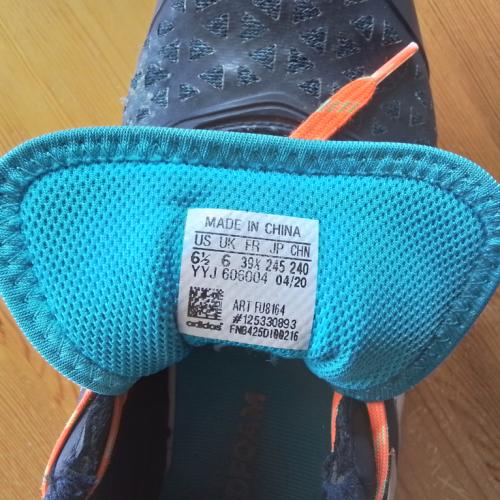 MADE IN CHINA
US UK FR JP CHN
6½ 6 39⅓ 245 240
YYJ 606004 04/20
ART FU8164
#125330893
adidas FNB425D100216